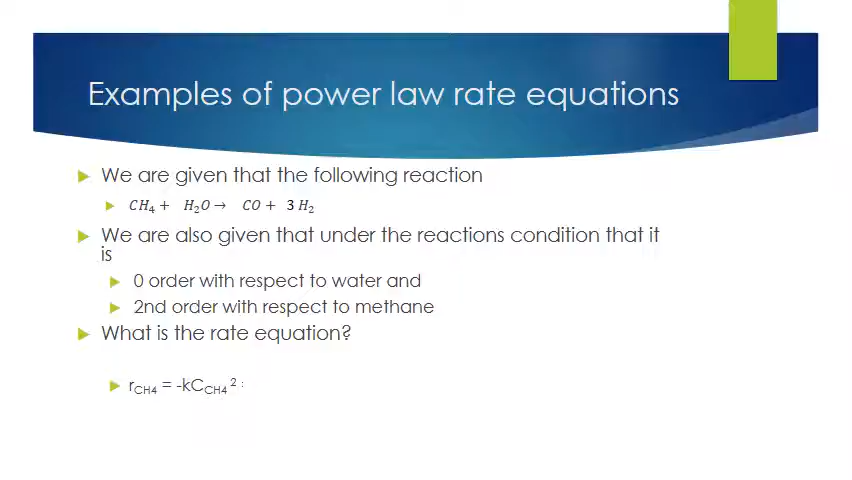 Examples of power law rate equations
We are given that the following reaction
CH₄ + H₂O → CO + 3 H₂
We are also given that under the reactions condition that it
is
0 order with respect to water and
2nd order with respect to methane
What is the rate equation?
r_CH4 = -kC_CH4 ²